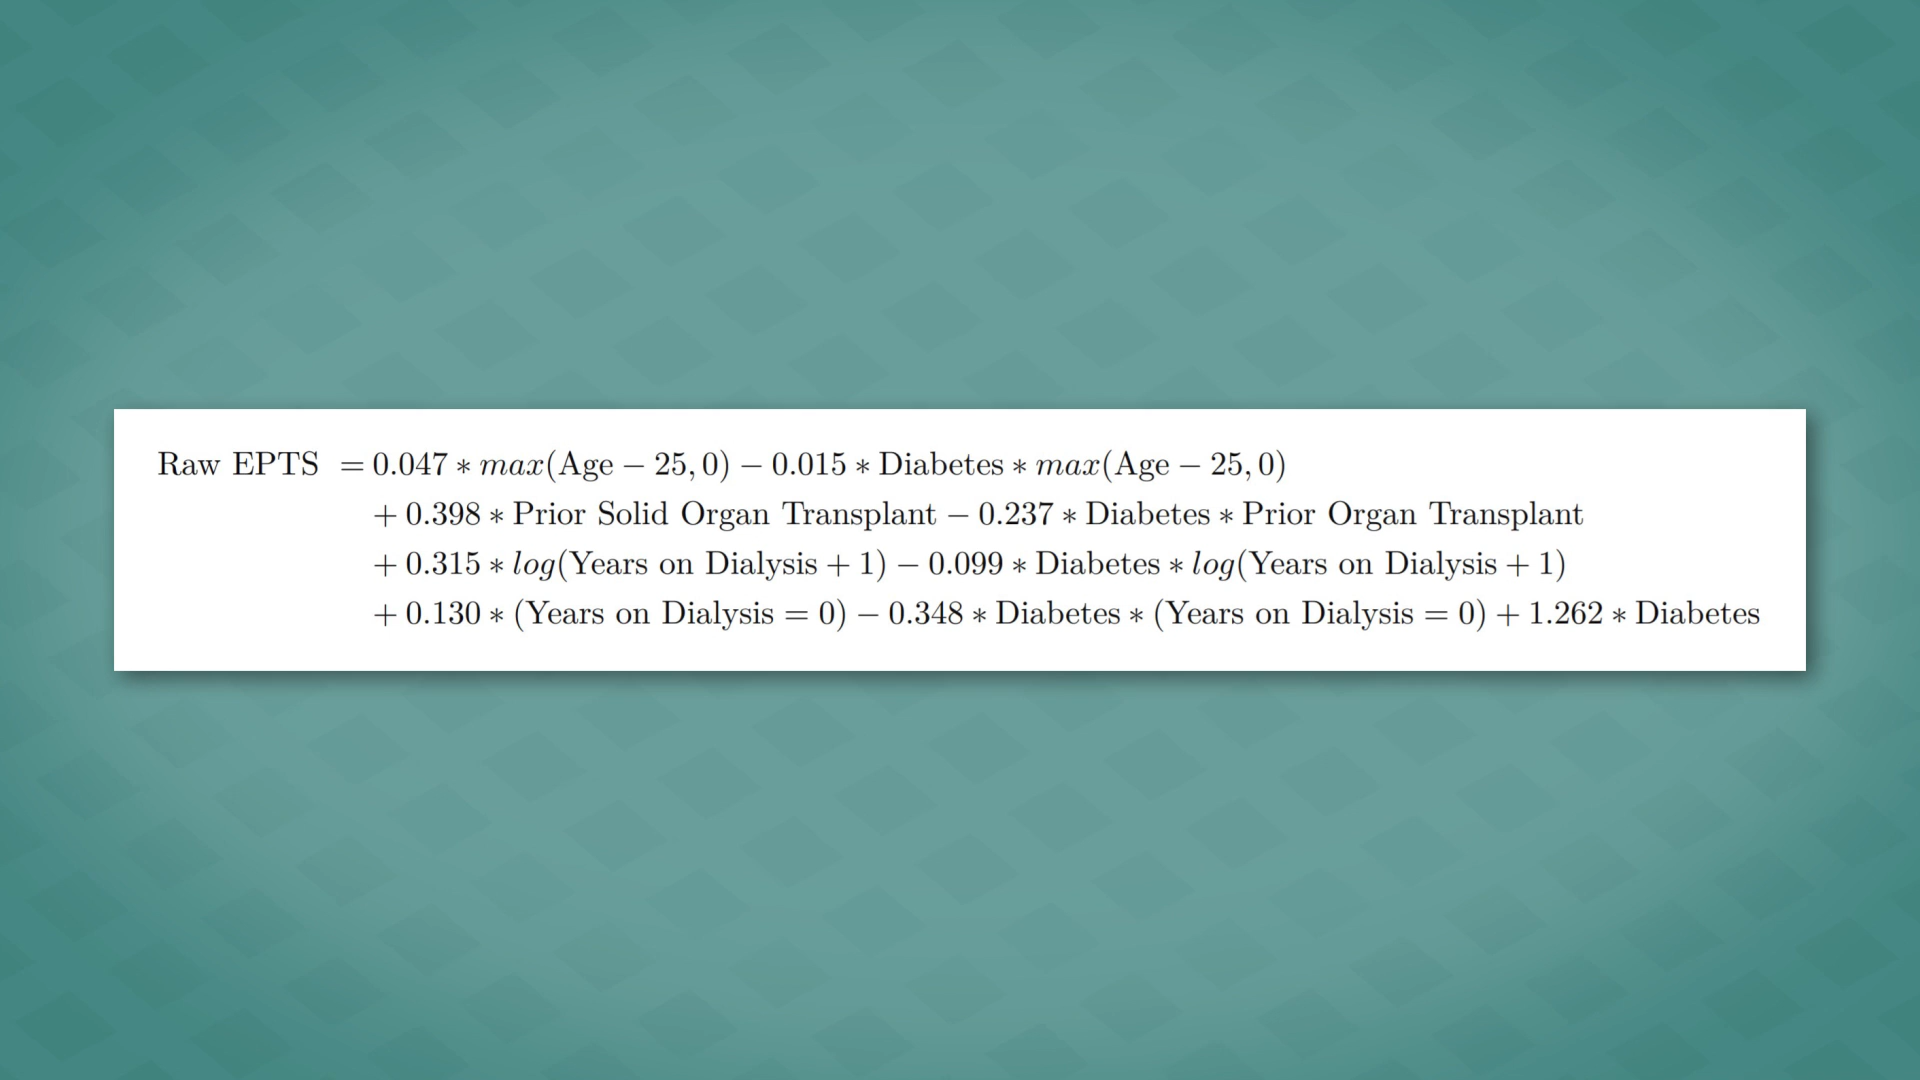 Raw EPTS = 0.047 ∗ max(Age − 25, 0) − 0.015 ∗ Diabetes ∗ max(Age − 25, 0)
+ 0.398 ∗ Prior Solid Organ Transplant − 0.237 ∗ Diabetes ∗ Prior Organ Transplant
+ 0.315 ∗ log(Years on Dialysis + 1) − 0.099 ∗ Diabetes ∗ log(Years on Dialysis + 1)
+ 0.130 ∗ (Years on Dialysis = 0) − 0.348 ∗ Diabetes ∗ (Years on Dialysis = 0) + 1.262 ∗ Diabetes